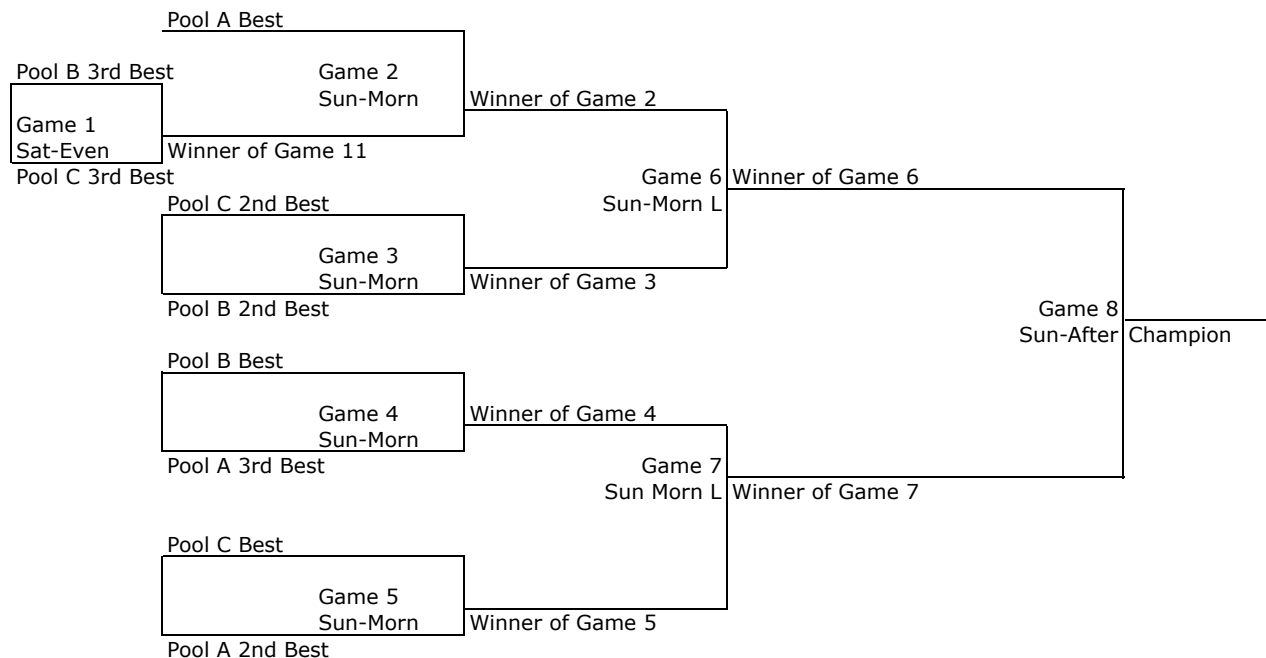 Pool A Best
Pool B 3rd Best
Game 2
Sun-Morn
Winner of Game 2
Game 1
Sat-Even
Winner of Game 11
Pool C 3rd Best
Game 6
Sun-Morn L
Winner of Game 6
Pool C 2nd Best
Game 3
Sun-Morn
Winner of Game 3
Pool B 2nd Best
Game 8
Sun-After
Champion
Pool B Best
Game 4
Sun-Morn
Winner of Game 4
Pool A 3rd Best
Game 7
Sun Morn L
Winner of Game 7
Pool C Best
Game 5
Sun-Morn
Winner of Game 5
Pool A 2nd Best